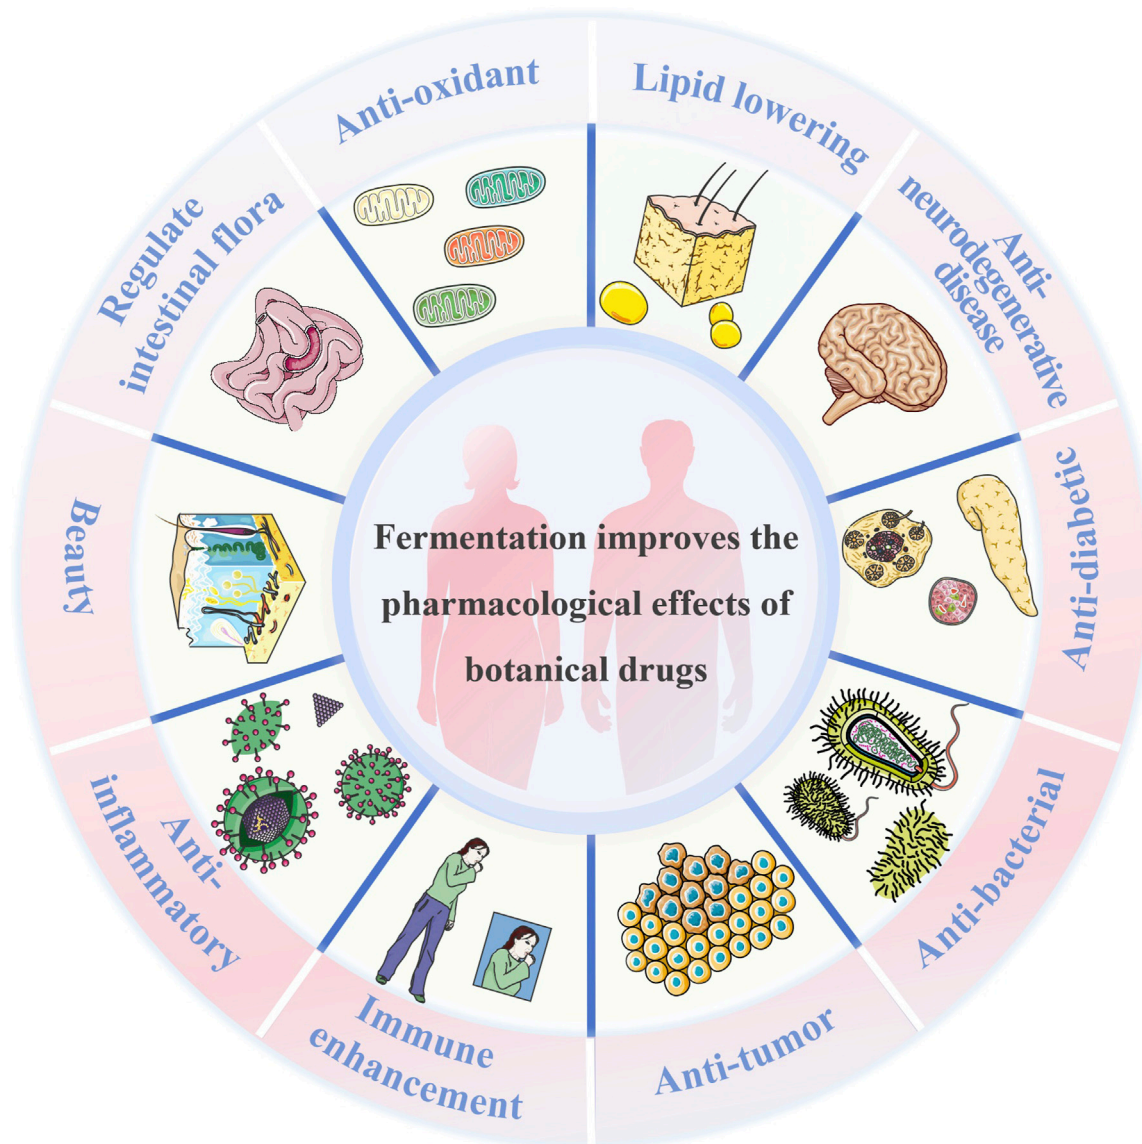 Anti-oxidant
Lipid lowering
Anti-
neurodegenerative
disease
Anti-diabetic
Anti-bacterial
Anti-tumor
Immune
enhancement
Anti-
inflammatory
Beauty
Regulate
intestinal flora
Fermentation improves the
pharmacological effects of
botanical drugs